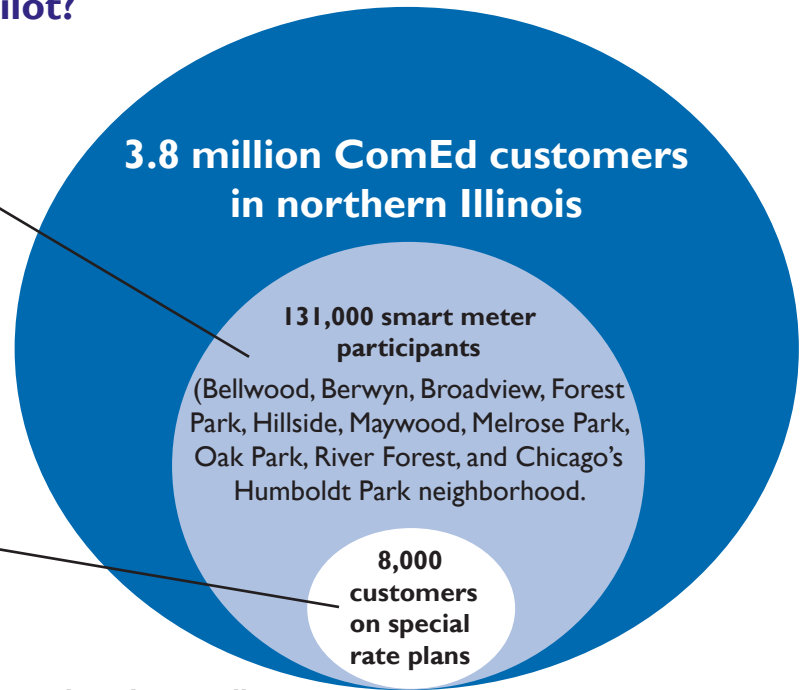 ilot?
3.8 million ComEd customers
in northern Illinois
131,000 smart meter
participants
(Bellwood, Berwyn, Broadview, Forest
Park, Hillside, Maywood, Melrose Park,
Oak Park, River Forest, and Chicago's
Humboldt Park neighborhood.
8,000
customers
on special
rate plans